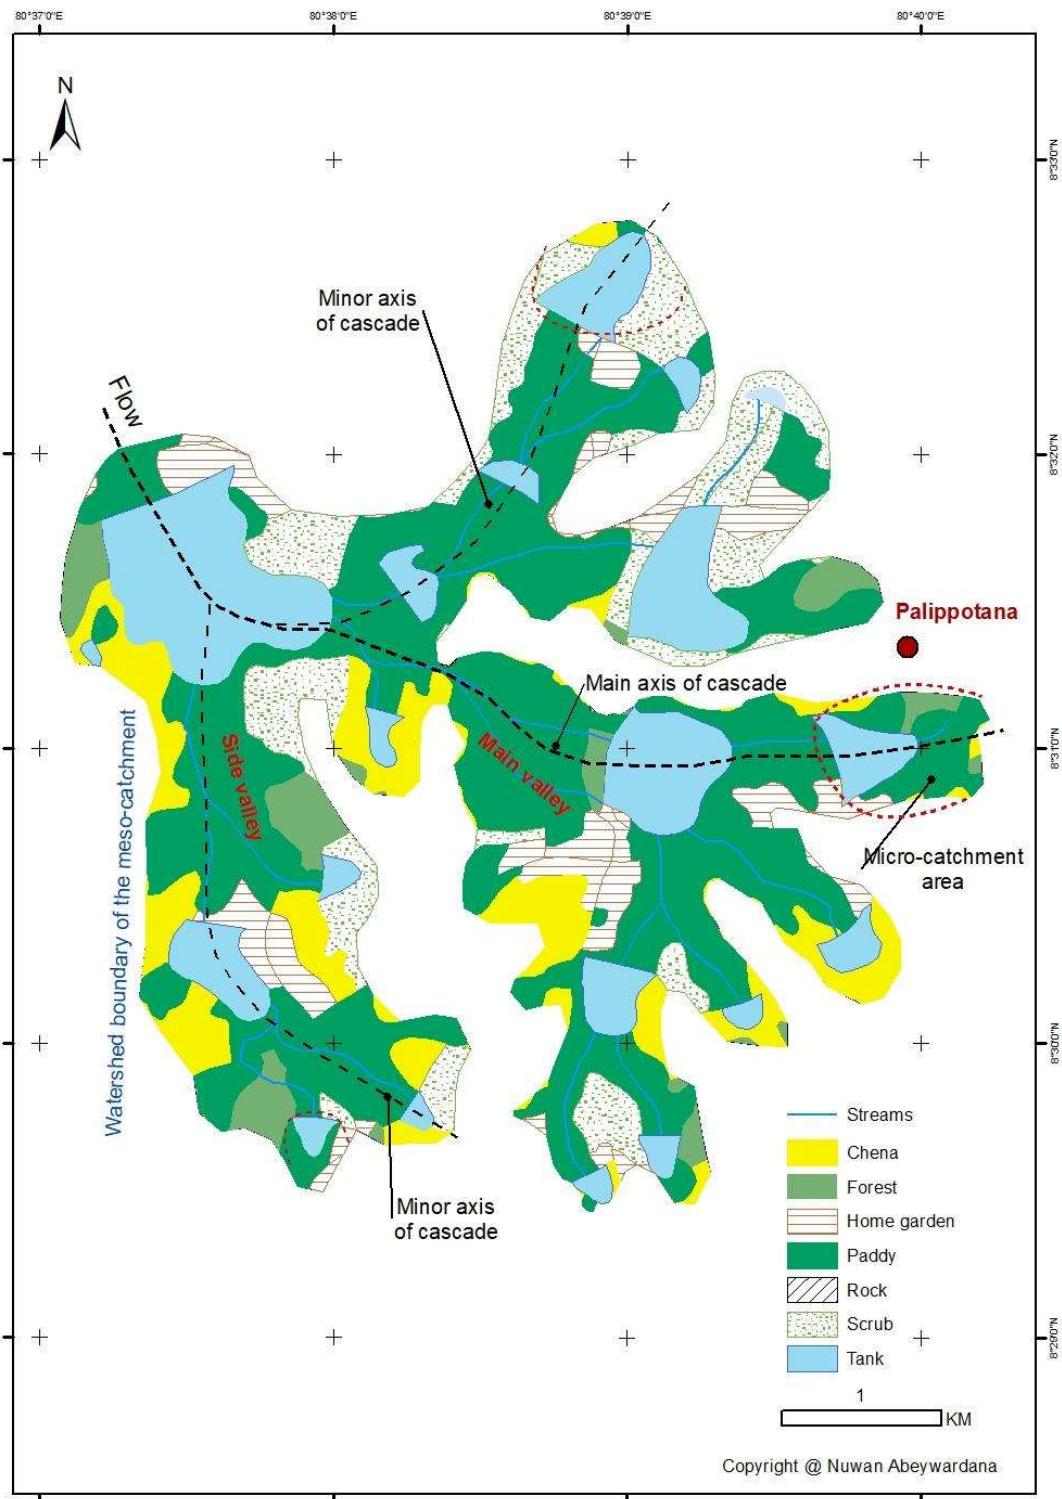 80°37'0"E
80°38'0"E
80°39'0"E
80°40'0"E
N
8°33'0"N
Minor axis
of cascade
Flow
8°32'0"N
Palippotana
Main axis of cascade
Side valley
Main valley
8°31'0"N
Micro-catchment
area
Watershed boundary of the meso-catchment
8°30'0"N
Minor axis
of cascade
Streams
Chena
Forest
Home garden
Paddy
Rock
Scrub
Tank
8°29'0"N
1
KM
Copyright @ Nuwan Abeywardana